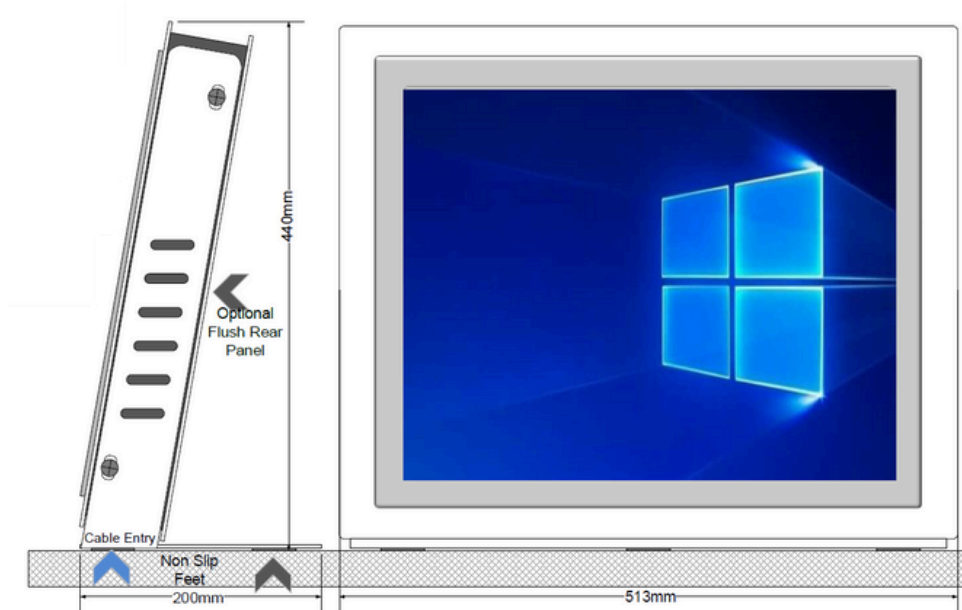 440mm
Optional
Flush Rear
Panel
Cable Entry
Non Slip
Feet
200mm
513mm